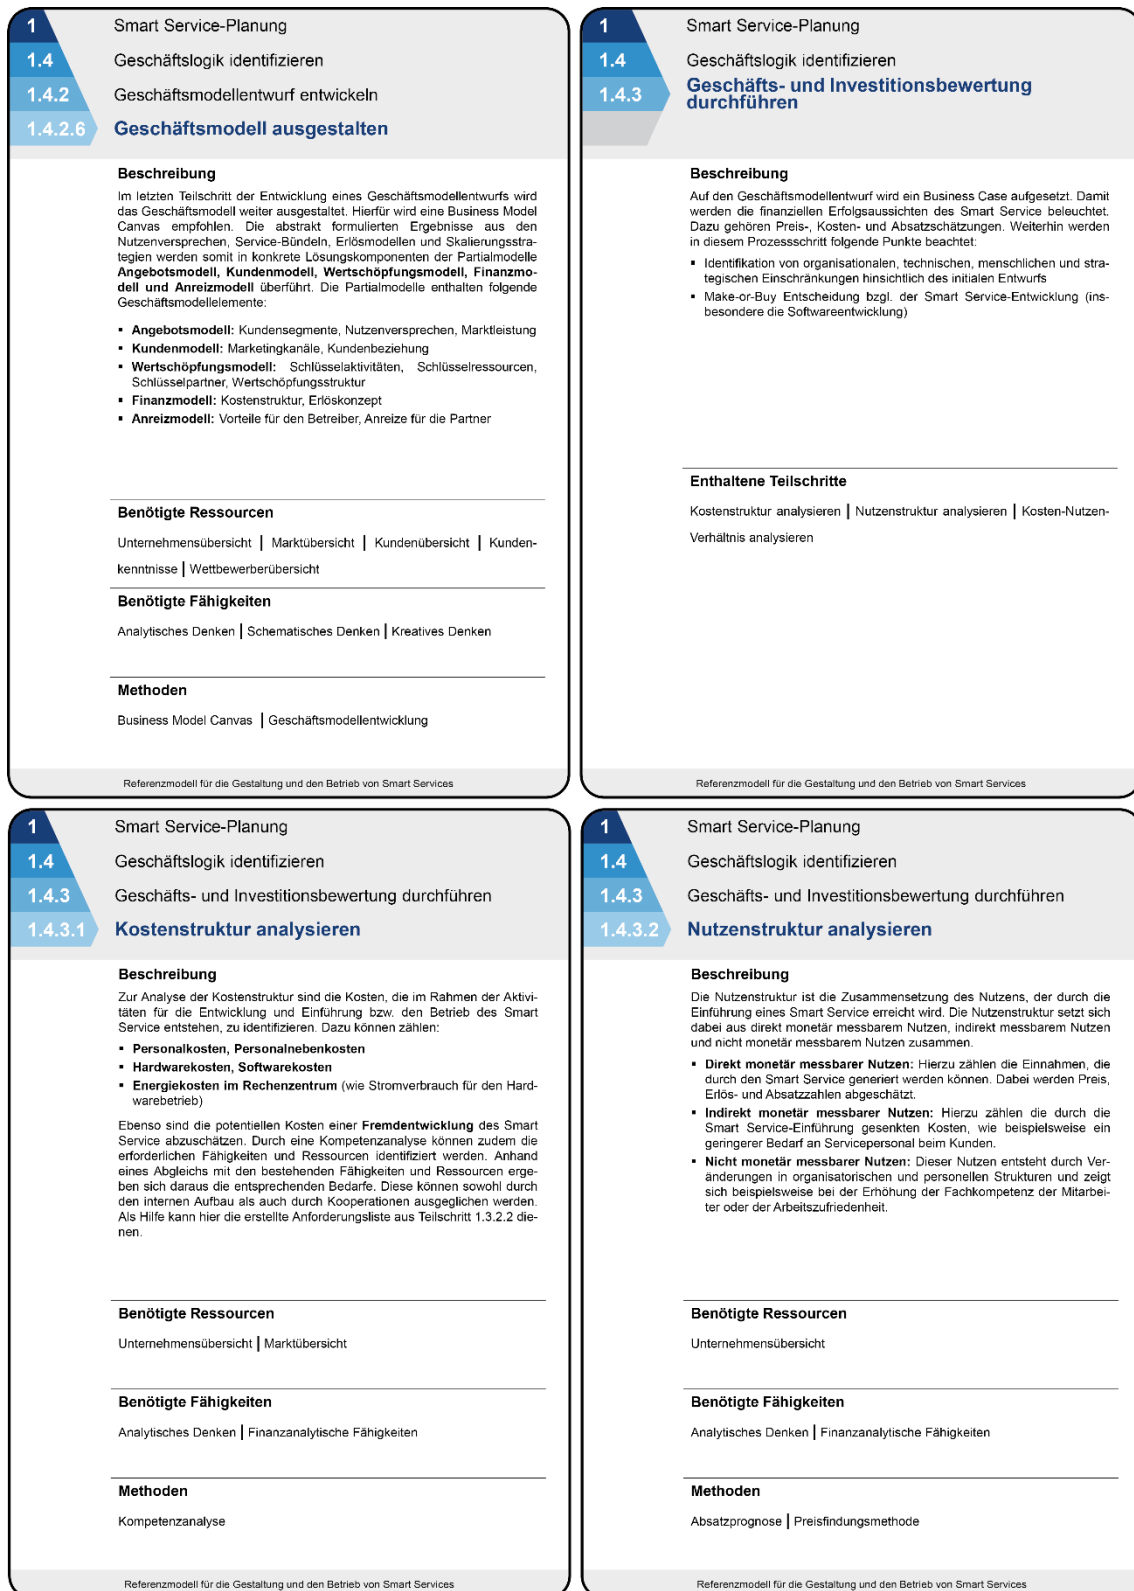 1
Smart Service-Planung
1.4
Geschäftslogik identifizieren
1.4.2
Geschäftsmodellentwurf entwickeln
1.4.2.6
Geschäftsmodell ausgestalten
Beschreibung
Im letzten Teilschritt der Entwicklung eines Geschäftsmodellentwurfs wird
das Geschäftsmodell weiter ausgestaltet. Hierfür wird eine Business Model
Canvas empfohlen. Die abstrakt formulierten Ergebnisse aus den
Nutzenversprechen, Service-Bündeln, Erlösmodellen und Skalierungsstra-
tegien werden somit in konkrete Lösungskomponenten der Partialmodelle
Angebotsmodell, Kundenmodell, Wertschöpfungsmodell, Finanzmo-
dell und Anreizmodell überführt. Die Partialmodelle enthalten folgende
Geschäftsmodellelemente:
▪ Angebotsmodell: Kundensegmente, Nutzenversprechen, Marktleistung
▪ Kundenmodell: Marketingkanäle, Kundenbeziehung
▪ Wertschöpfungsmodell: Schlüsselaktivitäten, Schlüsselressourcen,
Schlüsselpartner, Wertschöpfungsstruktur
▪ Finanzmodell: Kostenstruktur, Erlöskonzept
▪ Anreizmodell: Vorteile für den Betreiber, Anreize für die Partner
Benötigte Ressourcen
Unternehmensübersicht | Marktübersicht | Kundenübersicht | Kunden-
kenntnisse | Wettbewerberübersicht
Benötigte Fähigkeiten
Analytisches Denken | Schematisches Denken | Kreatives Denken
Methoden
Business Model Canvas | Geschäftsmodellentwicklung
Referenzmodell für die Gestaltung und den Betrieb von Smart Services
1
Smart Service-Planung
1.4
Geschäftslogik identifizieren
1.4.3
Geschäfts- und Investitionsbewertung
durchführen
Beschreibung
Auf den Geschäftsmodellentwurf wird ein Business Case aufgesetzt. Damit
werden die finanziellen Erfolgsaussichten des Smart Service beleuchtet.
Dazu gehören Preis-, Kosten- und Absatzschätzungen. Weiterhin werden
in diesem Prozessschritt folgende Punkte beachtet:
▪ Identifikation von organisationalen, technischen, menschlichen und stra-
tegischen Einschränkungen hinsichtlich des initialen Entwurfs
▪ Make-or-Buy Entscheidung bzgl. der Smart Service-Entwicklung (ins-
besondere die Softwareentwicklung)
Enthaltene Teilschritte
Kostenstruktur analysieren | Nutzenstruktur analysieren | Kosten-Nutzen-
Verhältnis analysieren
Referenzmodell für die Gestaltung und den Betrieb von Smart Services
1
Smart Service-Planung
1.4
Geschäftslogik identifizieren
1.4.3
Geschäfts- und Investitionsbewertung durchführen
1.4.3.1
Kostenstruktur analysieren
Beschreibung
Zur Analyse der Kostenstruktur sind die Kosten, die im Rahmen der Aktivi-
täten für die Entwicklung und Einführung bzw. den Betrieb des Smart
Service entstehen, zu identifizieren. Dazu können zählen:
▪ Personalkosten, Personalnebenkosten
▪ Hardwarekosten, Softwarekosten
▪ Energiekosten im Rechenzentrum (wie Stromverbrauch für den Hard-
warebetrieb)
Ebenso sind die potentiellen Kosten einer Fremdentwicklung des Smart
Service abzuschätzen. Durch eine Kompetenzanalyse können zudem die
erforderlichen Fähigkeiten und Ressourcen identifiziert werden. Anhand
eines Abgleichs mit den bestehenden Fähigkeiten und Ressourcen erge-
ben sich daraus die entsprechenden Bedarfe. Diese können sowohl durch
den internen Aufbau als auch durch Kooperationen ausgeglichen werden.
Als Hilfe kann hier die erstellte Anforderungsliste aus Teilschritt 1.3.2.2 die-
nen.
Benötigte Ressourcen
Unternehmensübersicht | Marktübersicht
Benötigte Fähigkeiten
Analytisches Denken | Finanzanalytische Fähigkeiten
Methoden
Kompetenzanalyse
Referenzmodell für die Gestaltung und den Betrieb von Smart Services
1
Smart Service-Planung
1.4
Geschäftslogik identifizieren
1.4.3
Geschäfts- und Investitionsbewertung durchführen
1.4.3.2
Nutzenstruktur analysieren
Beschreibung
Die Nutzenstruktur ist die Zusammensetzung des Nutzens, der durch die
Einführung eines Smart Service erreicht wird. Die Nutzenstruktur setzt sich
dabei aus direkt monetär messbarem Nutzen, indirekt messbarem Nutzen
und nicht monetär messbarem Nutzen zusammen.
▪ Direkt monetär messbarer Nutzen: Hierzu zählen die Einnahmen, die
durch den Smart Service generiert werden können. Dabei werden Preis,
Erlös- und Absatzzahlen abgeschätzt.
▪ Indirekt monetär messbarer Nutzen: Hierzu zählen die durch die
Smart Service-Einführung gesenkten Kosten, wie beispielsweise ein
geringerer Bedarf an Servicepersonal beim Kunden.
▪ Nicht monetär messbarer Nutzen: Dieser Nutzen entsteht durch Ver-
änderungen in organisatorischen und personellen Strukturen und zeigt
sich beispielsweise bei der Erhöhung der Fachkompetenz der Mitarbei-
ter oder der Arbeitszufriedenheit.
Benötigte Ressourcen
Unternehmensübersicht
Benötigte Fähigkeiten
Analytisches Denken | Finanzanalytische Fähigkeiten
Methoden
Absatzprognose | Preisfindungsmethode
Referenzmodell für die Gestaltung und den Betrieb von Smart Services